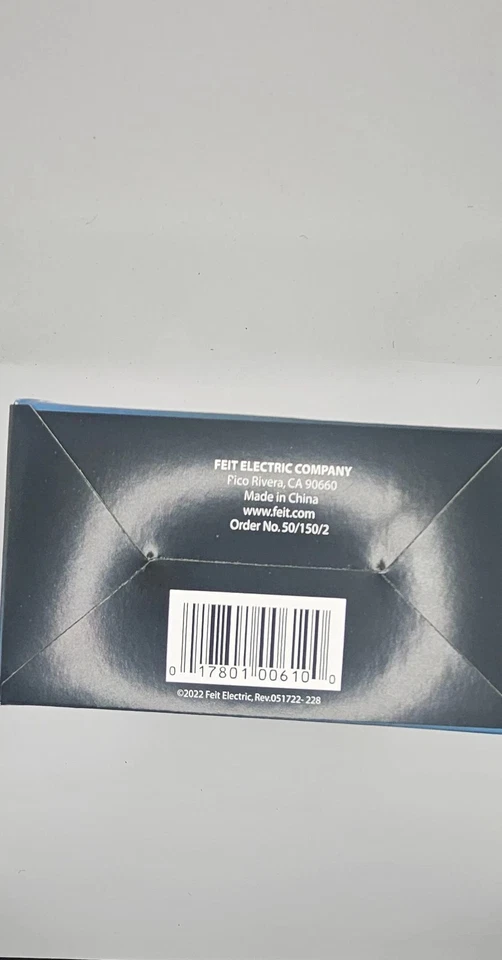 FEIT ELECTRIC COMPANY
Pico Rivera, CA 90660
Made in China
www.feit.com
Order No. 50/150/2
0 17801 00610 0
©2022 Feit Electric, Rev.051722- 228